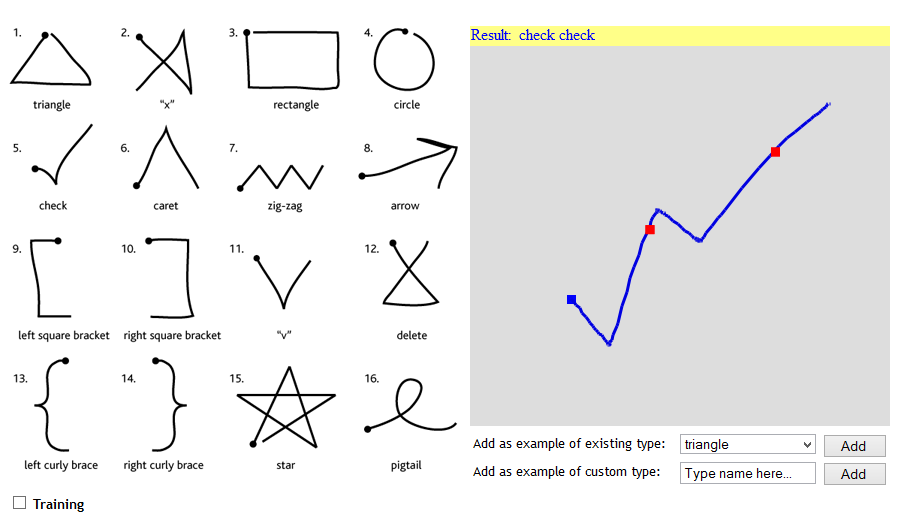 1. 2. 3. 4.
triangle "x" rectangle circle
5. 6. 7. 8.
check caret zig-zag arrow
9. 10. 11. 12.
left square bracket right square bracket "v" delete
13. 14. 15. 16.
left curly brace right curly brace star pigtail
Training
Result: check check
Add as example of existing type: triangle Add
Add as example of custom type: Type name here... Add